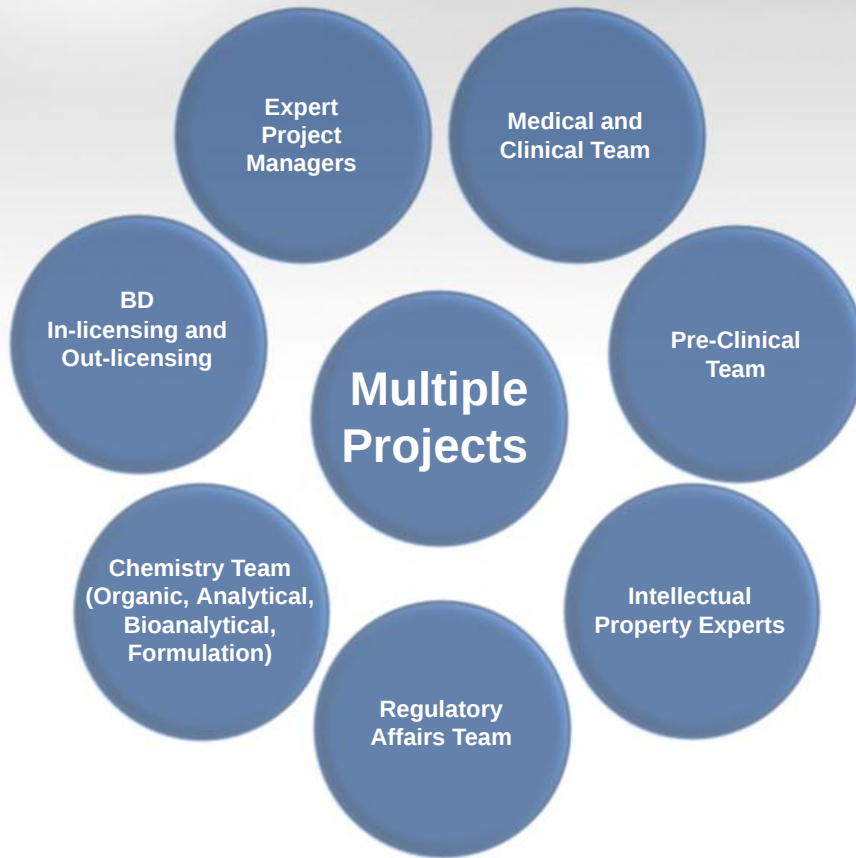 Expert
Project
Managers
Medical and
Clinical Team
BD
In-licensing and
Out-licensing
Pre-Clinical
Team
Multiple
Projects
Chemistry Team
(Organic, Analytical,
Bioanalytical,
Formulation)
Intellectual
Property Experts
Regulatory
Affairs Team